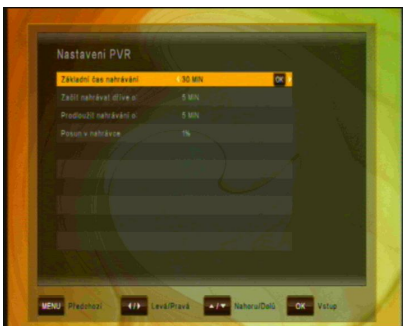 Nastavení PVR
Základní čas nahrávání 30 MIN OK
Začít nahrávat dříve o: 5 MIN
Prodloužit nahrávání o: 5 MIN
Posun v nahrávce 1%
MENU Předchozí ◄/► Levá/Pravá ▲/▼ Nahoru/Dolů OK Vstup